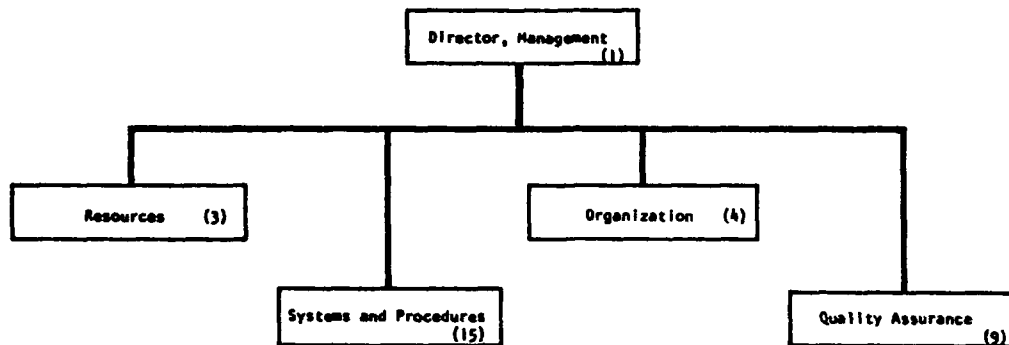 Director, Management
(1)
Resources (3)
Organization (4)
Systems and Procedures
(15)
Quality Assurance
(9)